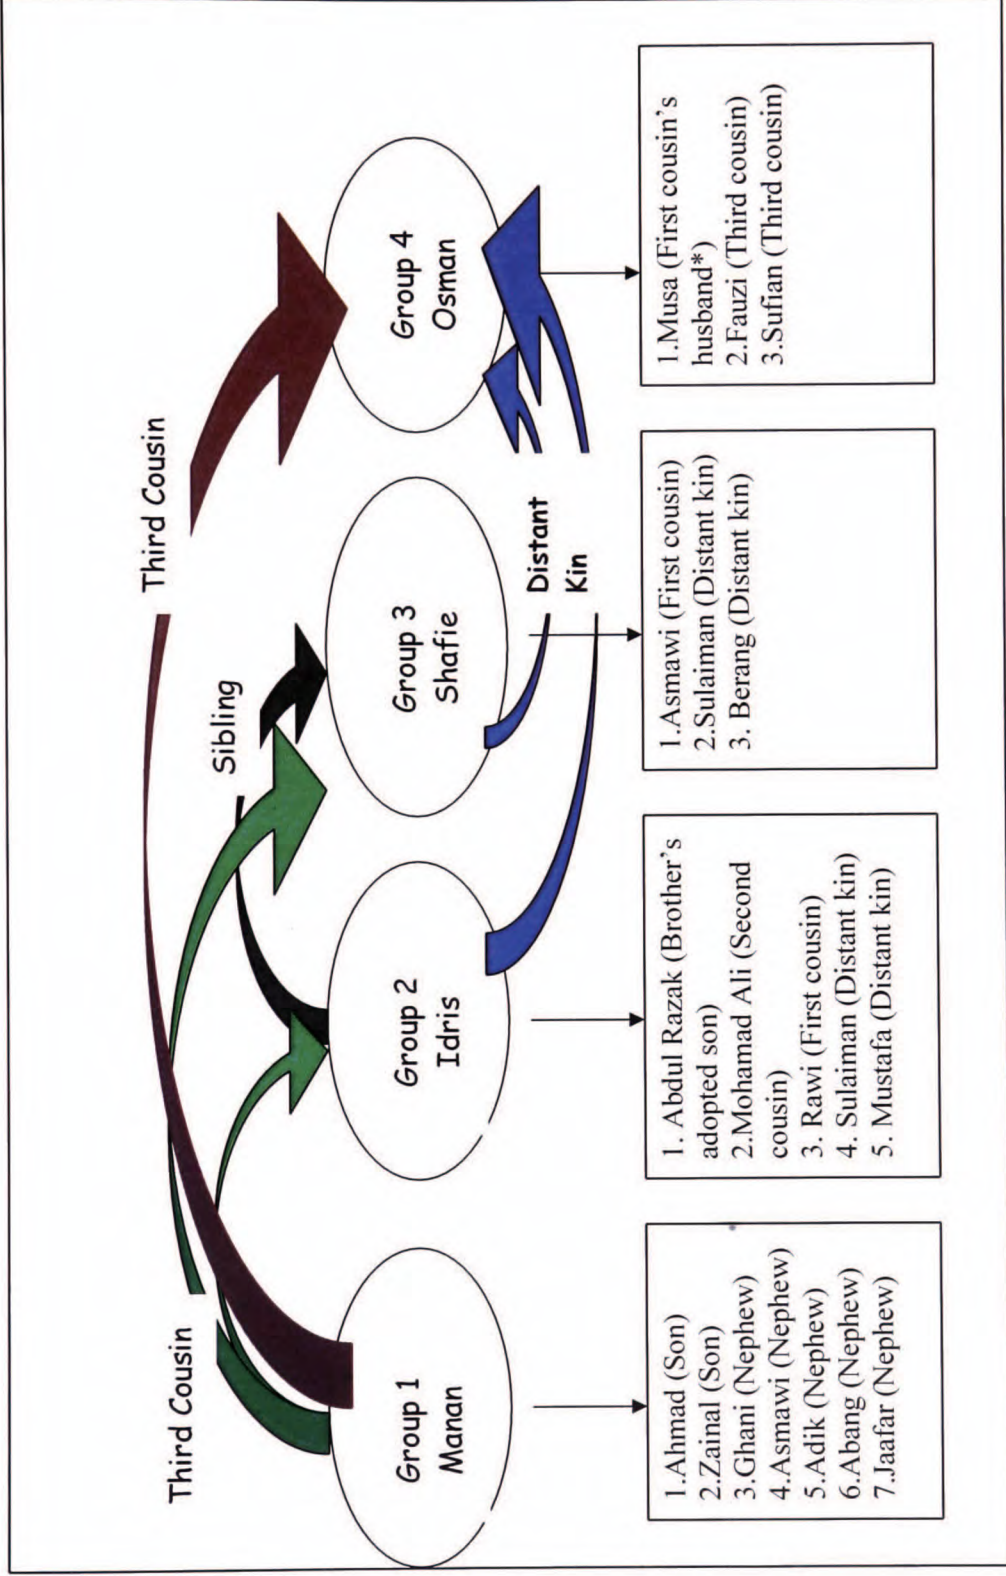 Third Cousin
Third Cousin
Sibling
Group 1
Manan
Group 2
Idris
Group 3
Shafie
Group 4
Osman
Distant
Kin
1.Ahmad (Son)
2.Zainal (Son)
3.Ghani (Nephew)
4.Asmawi (Nephew)
5.Adik (Nephew)
6.Abang (Nephew)
7.Jaafar (Nephew)
1. Abdul Razak (Brother's
adopted son)
2.Mohamad Ali (Second
cousin)
3. Rawi (First cousin)
4. Sulaiman (Distant kin)
5. Mustafa (Distant kin)
1.Asmawi (First cousin)
2.Sulaiman (Distant kin)
3. Berang (Distant kin)
1.Musa (First cousin's
husband*)
2.Fauzi (Third cousin)
3.Sufian (Third cousin)